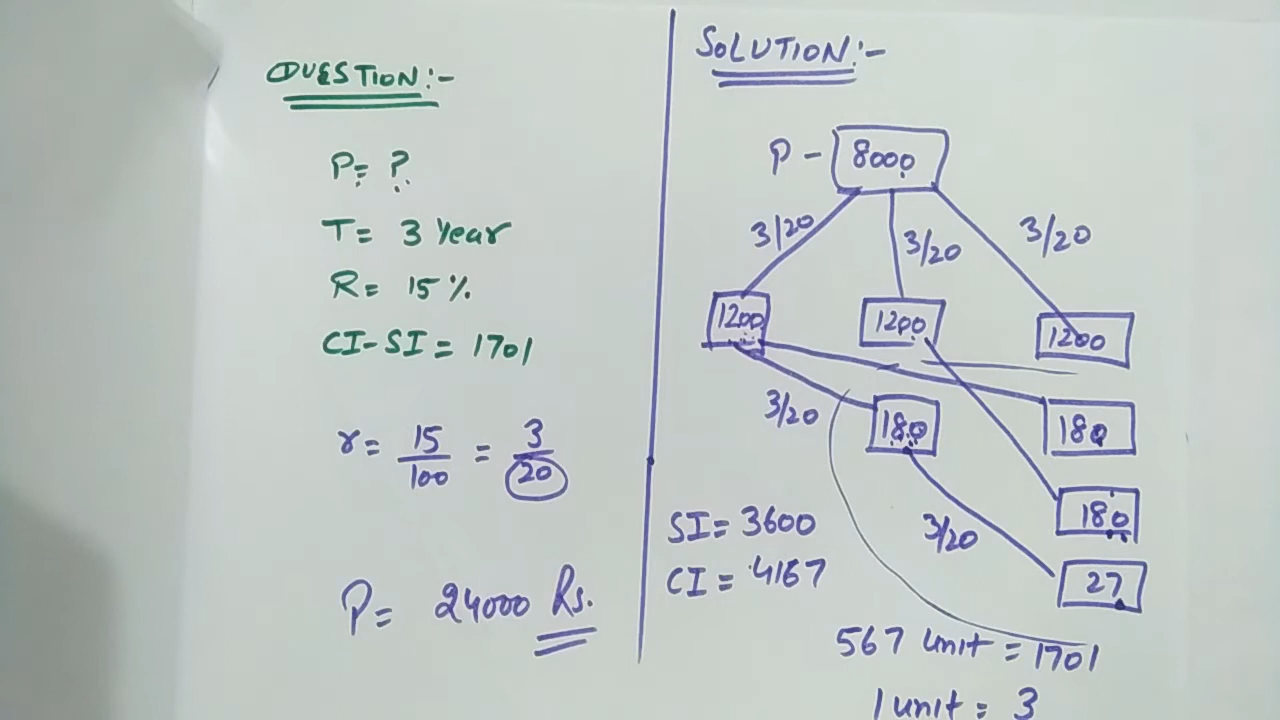 QUESTION:-
P= ?
T= 3 Year
R= 15 %
CI-SI= 1701
r= 15/100 = 3/20
P= 24000 Rs.
SOLUTION:-
P- 8000
3/20 3/20 3/20
1200 1200 1200
3/20 180 180
180
3/20 27
SI= 3600
CI= 4167
567 unit = 1701
1 unit = 3